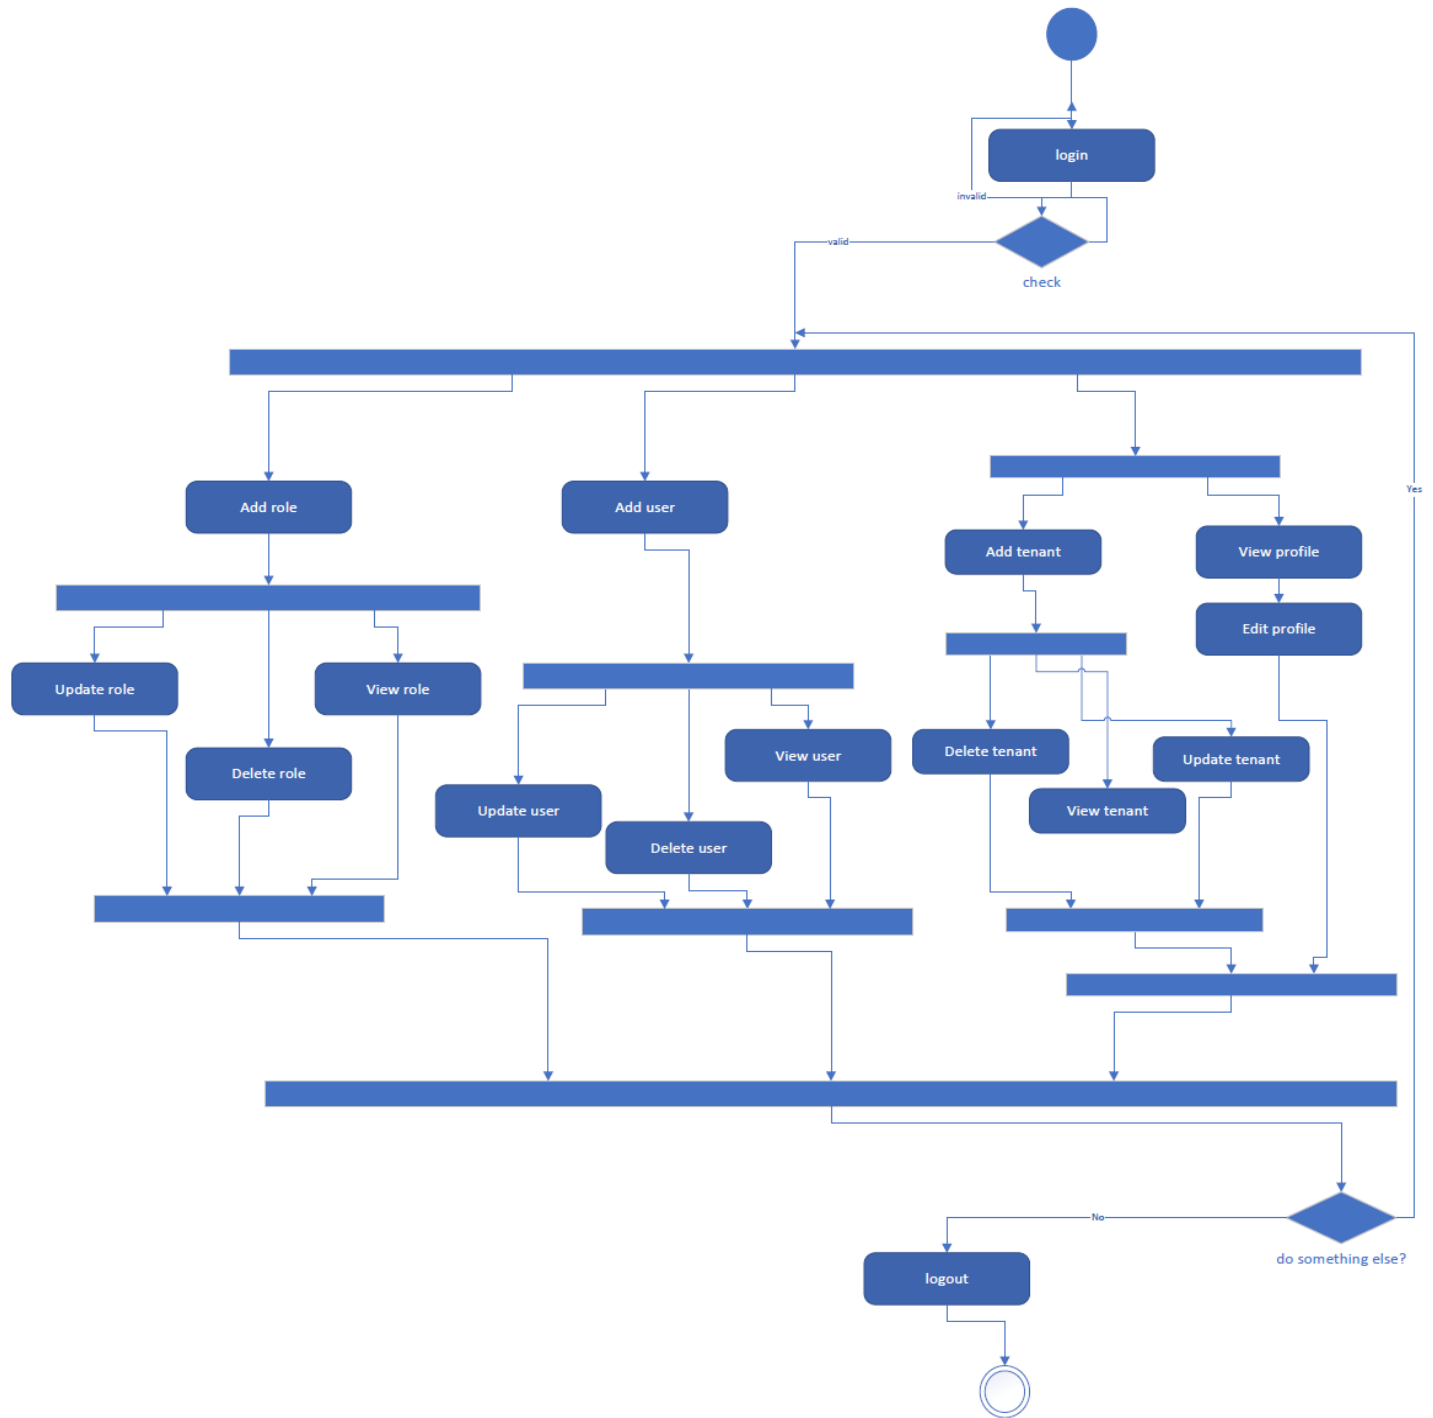 login
invalid
valid
check
Yes
Add role
Add user
Add tenant
View profile
Edit profile
Update role
View role
Delete role
View user
Delete tenant
Update tenant
Update user
View tenant
Delete user
No
do something else?
logout